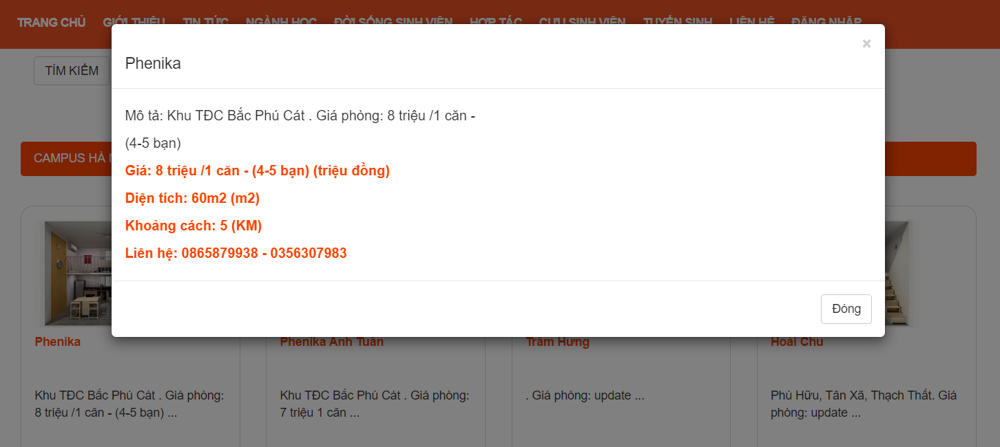 TRANG CHỦ GIỚI THIỆU TIN TỨC NGÀNH HỌC ĐỜI SỐNG SINH VIÊN HỢP TÁC CỰU SINH VIÊN TUYỂN SINH LIÊN HỆ ĐĂNG NHẬP
×
Phenika
TÌM KIẾM
Mô tả: Khu TĐC Bắc Phú Cát . Giá phòng: 8 triệu /1 căn -
(4-5 bạn)
CAMPUS HÀ
Giá: 8 triệu /1 căn - (4-5 bạn) (triệu đồng)
Diện tích: 60m2 (m2)
Khoảng cách: 5 (KM)
Liên hệ: 0865879938 - 0356307983
Đóng
Phenika Phenika Anh Tuấn Trâm Hưng Hoài Chu
Khu TĐC Bắc Phú Cát . Giá phòng:
8 triệu /1 căn - (4-5 bạn) ...
Khu TĐC Bắc Phú Cát . Giá phòng:
7 triệu 1 căn ...
. Giá phòng: update ...
Phú Hữu, Tân Xã, Thạch Thất. Giá
phòng: update ...